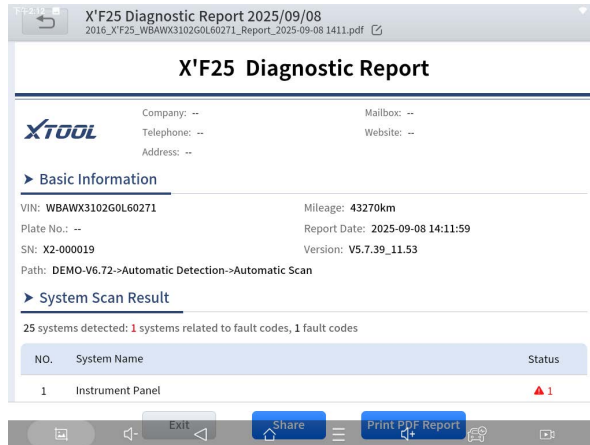 下午2:12
X'F25 Diagnostic Report 2025/09/08
2016_X'F25_WBAWX3102G0L60271_Report_2025-09-08 1411.pdf
X'F25 Diagnostic Report
XTOOL
Company: --
Mailbox: --
Telephone: --
Website: --
Address: --
Basic Information
VIN: WBAWX3102G0L60271
Mileage: 43270km
Plate No.: --
Report Date: 2025-09-08 14:11:59
SN: X2-000019
Version: V5.7.39_11.53
Path: DEMO-V6.72->Automatic Detection->Automatic Scan
System Scan Result
25 systems detected: 1 systems related to fault codes, 1 fault codes
NO. System Name Status
1 Instrument Panel 1
Exit
Share
Print PDF Report